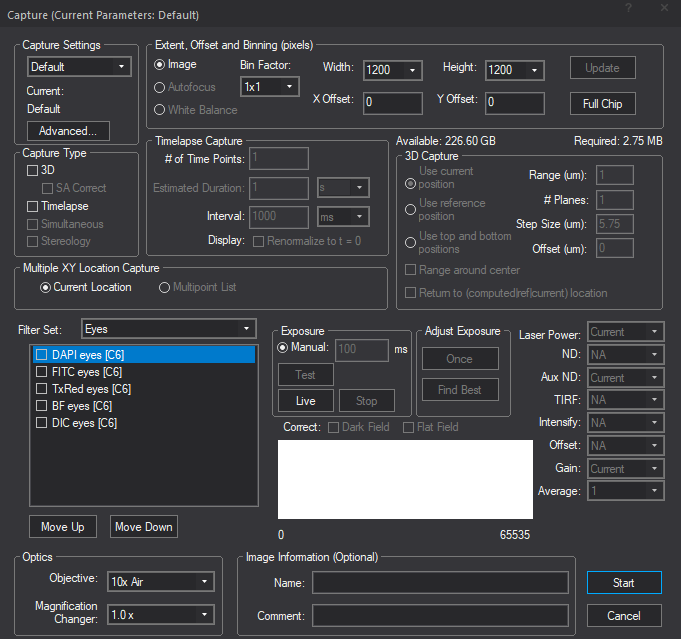 Capture (Current Parameters: Default)
?
×
Capture Settings
Default
Current:
Default
Advanced...
Extent, Offset and Binning (pixels)
Image
Autofocus
White Balance
Bin Factor:
1x1
Width: 1200
Height: 1200
X Offset: 0
Y Offset: 0
Update
Full Chip
Capture Type
3D
SA Correct
Timelapse
Simultaneous
Stereology
Timelapse Capture
# of Time Points: 1
Estimated Duration: 1 s
Interval: 1000 ms
Display: Renormalize to t = 0
Available: 226.60 GB
Required: 2.75 MB
3D Capture
Use current
position
Use reference
position
Use top and bottom
positions
Range (um): 1
# Planes: 1
Step Size (um): 5.75
Offset (um): 0
Range around center
Return to (computed|ref|current) location
Multiple XY Location Capture
Current Location
Multipoint List
Filter Set: Eyes
DAPI eyes [C6]
FITC eyes [C6]
TxRed eyes [C6]
BF eyes [C6]
DIC eyes [C6]
Move Up
Move Down
Exposure
Manual: 100 ms
Test
Live
Stop
Adjust Exposure
Once
Find Best
Correct: Dark Field Flat Field
0
65535
Laser Power: Current
ND: NA
Aux ND: Current
TIRF: NA
Intensify: NA
Offset: NA
Gain: Current
Average: 1
Optics
Objective: 10x Air
Magnification
Changer: 1.0 x
Image Information (Optional)
Name:
Comment:
Start
Cancel